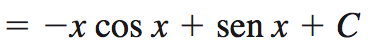 = −x cos x + sen x + C